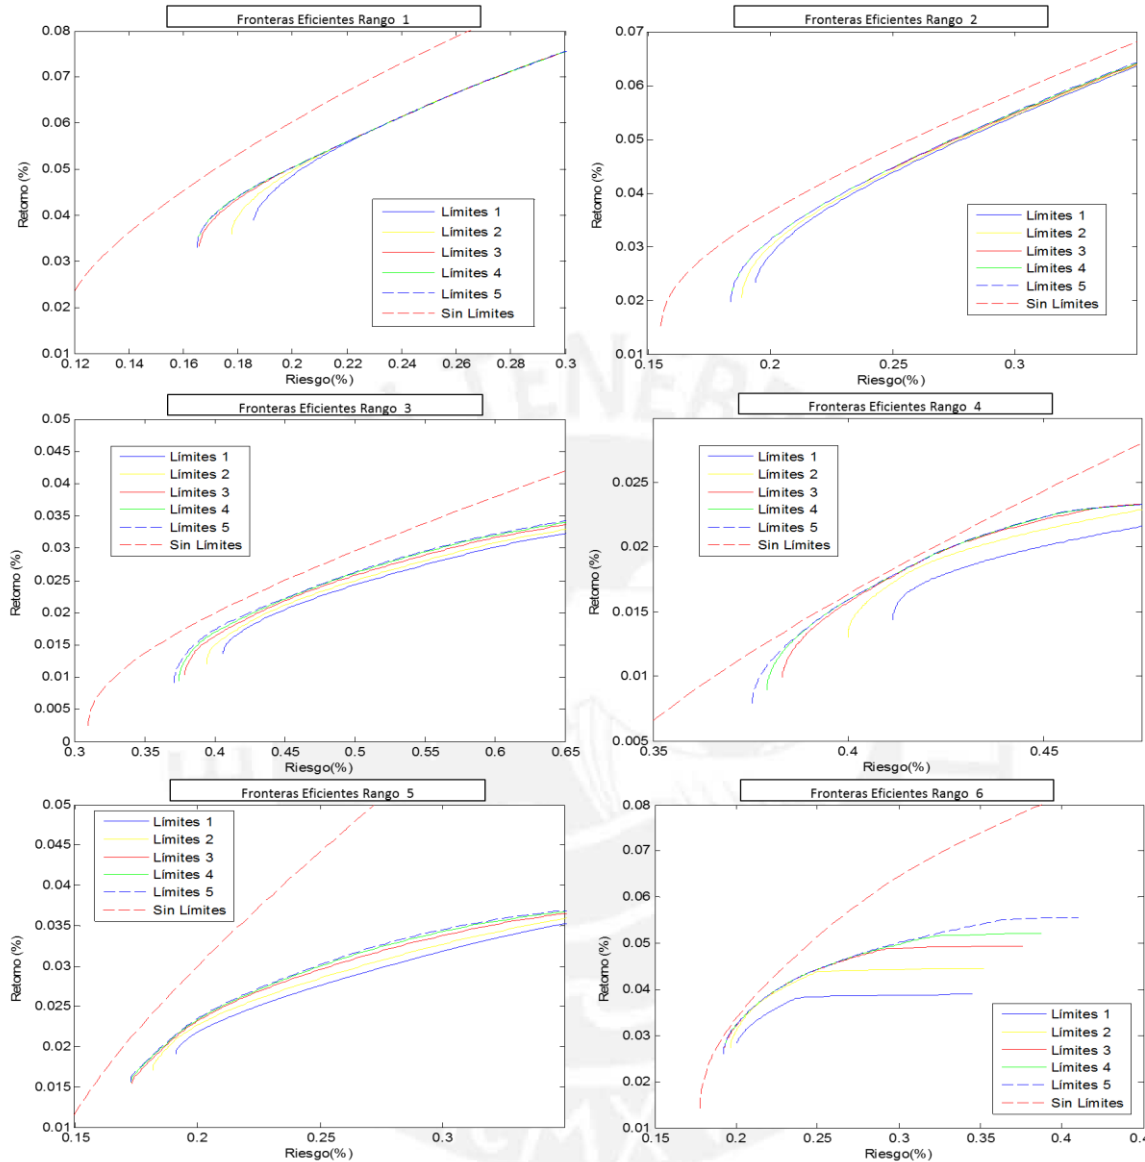 Fronteras Eficientes Rango 1
0.08
0.07
0.06
0.05
0.04
0.03
0.02
0.01
Retorno (%)
Límites 1
Límites 2
Límites 3
Límites 4
Límites 5
Sin Límites
0.12 0.14 0.16 0.18 0.2 0.22 0.24 0.26 0.28 0.3
Riesgo(%)
Fronteras Eficientes Rango 2
0.07
0.06
0.05
0.04
0.03
0.02
0.01
Retorno (%)
Límites 1
Límites 2
Límites 3
Límites 4
Límites 5
Sin Límites
0.15 0.2 0.25 0.3
Riesgo(%)
Fronteras Eficientes Rango 3
0.05
0.045
0.04
0.035
0.03
0.025
0.02
0.015
0.01
0.005
0
Retorno (%)
Límites 1
Límites 2
Límites 3
Límites 4
Límites 5
Sin Límites
0.3 0.35 0.4 0.45 0.5 0.55 0.6 0.65
Riesgo(%)
Fronteras Eficientes Rango 4
0.025
0.02
0.015
0.01
0.005
Retorno (%)
Límites 1
Límites 2
Límites 3
Límites 4
Límites 5
Sin Límites
0.35 0.4 0.45
Riesgo(%)
Fronteras Eficientes Rango 5
0.05
0.045
0.04
0.035
0.03
0.025
0.02
0.015
0.01
Retorno (%)
Límites 1
Límites 2
Límites 3
Límites 4
Límites 5
Sin Límites
0.15 0.2 0.25 0.3
Riesgo(%)
Fronteras Eficientes Rango 6
0.08
0.07
0.06
0.05
0.04
0.03
0.02
0.01
Retorno (%)
Límites 1
Límites 2
Límites 3
Límites 4
Límites 5
Sin Límites
0.15 0.2 0.25 0.3 0.35 0.4
Riesgo(%)
TENEB